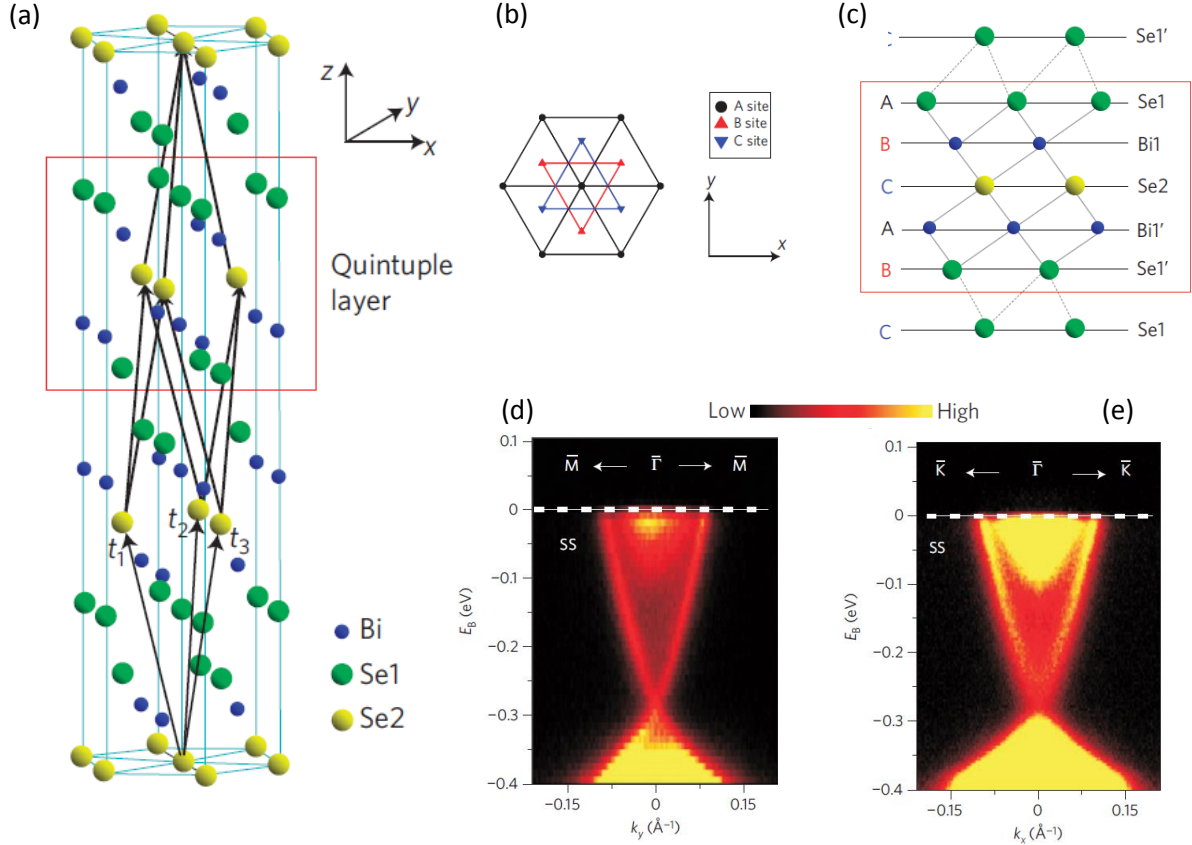 (a)
z
y
x
Quintuple
layer
t1
t2
t3
Bi
Se1
Se2
(b)
A site
B site
C site
y
x
(c)
C Se1′
A Se1
B Bi1
C Se2
A Bi1′
B Se1′
C Se1
Low High
(d)
0.1
0
−0.1
−0.2
−0.3
−0.4
E_B (eV)
M̄ ← Γ̄ → M̄
SS
−0.15 0 0.15
k_y (Å⁻¹)
(e)
0.1
0
−0.1
−0.2
−0.3
−0.4
E_B (eV)
K̄ ← Γ̄ → K̄
SS
−0.15 0 0.15
k_x (Å⁻¹)